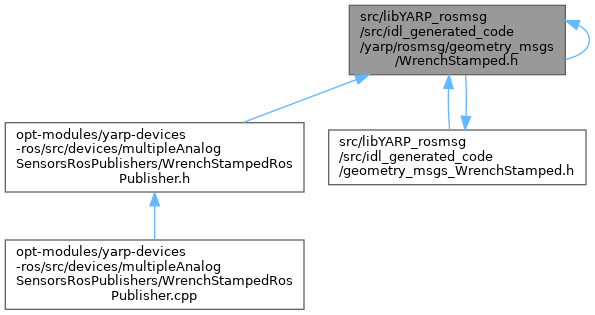 src/libYARP_rosmsg
/src/idl_generated_code
/yarp/rosmsg/geometry_msgs
/WrenchStamped.h
opt-modules/yarp-devices
-ros/src/devices/multipleAnalog
SensorsRosPublishers/WrenchStampedRos
Publisher.h
src/libYARP_rosmsg
/src/idl_generated_code
/geometry_msgs_WrenchStamped.h
opt-modules/yarp-devices
-ros/src/devices/multipleAnalog
SensorsRosPublishers/WrenchStampedRos
Publisher.cpp